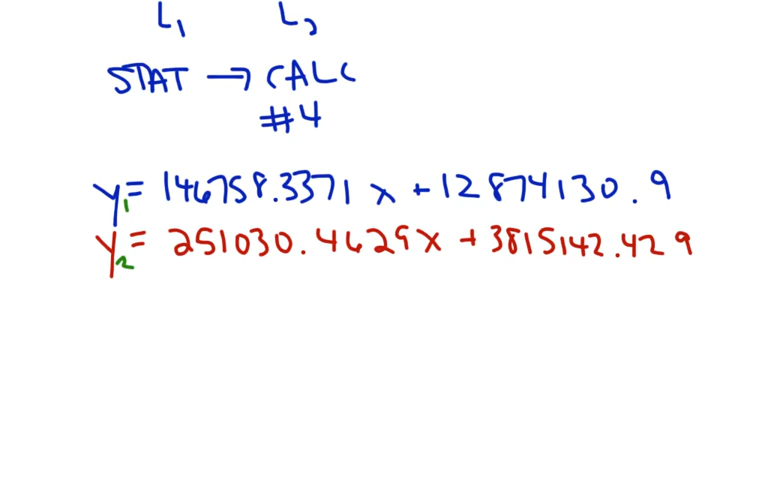 L₁ L₂
STAT → CALC
#4
y₁= 146758.3371 x + 12874130.9
y₂= 251030.4629x + 3815142.429